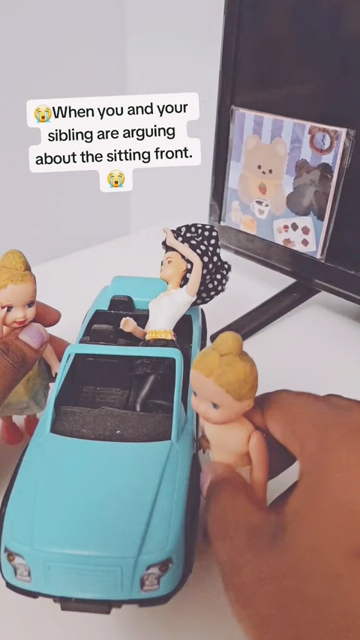 😭When you and your
sibling are arguing
about the sitting front.
😭